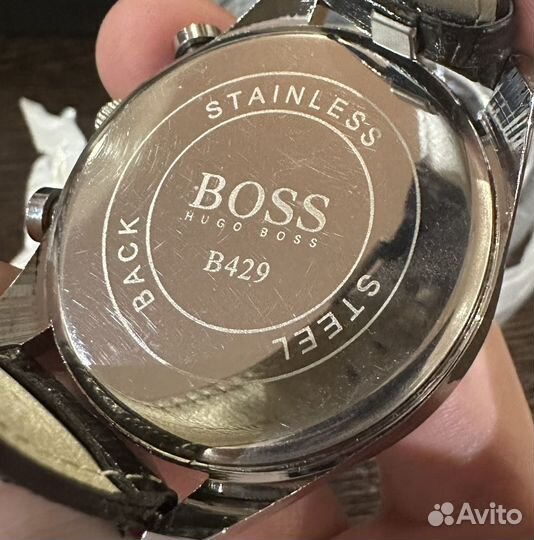 STAINLESS
STEEL
BACK
BOSS
HUGO BOSS
B429
Avito